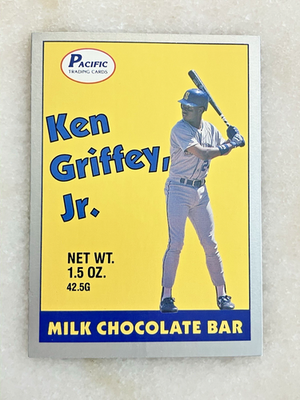 PACIFIC
TRADING CARDS
Ken
Griffey,
Jr.
NET WT.
1.5 OZ.
42.5G
MILK CHOCOLATE BAR